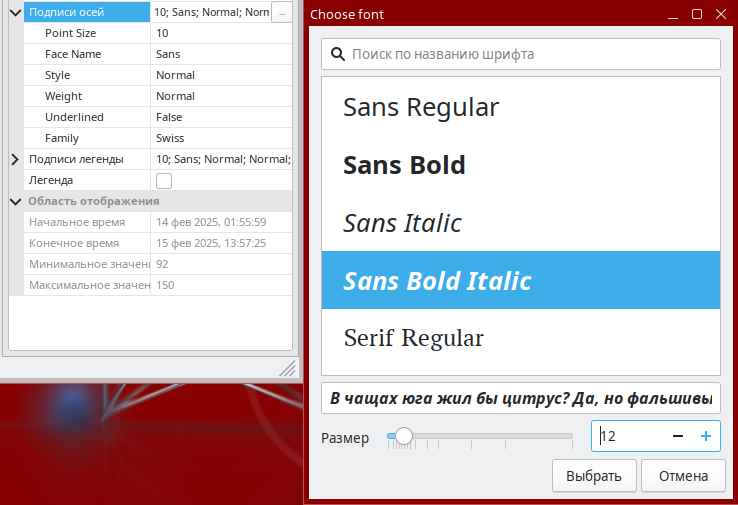 Подписи осей 10; Sans; Normal; Norn ...
Point Size 10
Face Name Sans
Style Normal
Weight Normal
Underlined False
Family Swiss
Подписи легенды 10; Sans; Normal; Normal;
Легенда
Область отображения
Начальное время 14 фев 2025, 01:55:59
Конечное время 15 фев 2025, 13:57:25
Минимальное значени 92
Максимальное значен 150
Choose font
Поиск по названию шрифта
Sans Regular
Sans Bold
Sans Italic
Sans Bold Italic
Serif Regular
В чащах юга жил бы цитрус? Да, но фальшивы
Размер 12
Выбрать Отмена